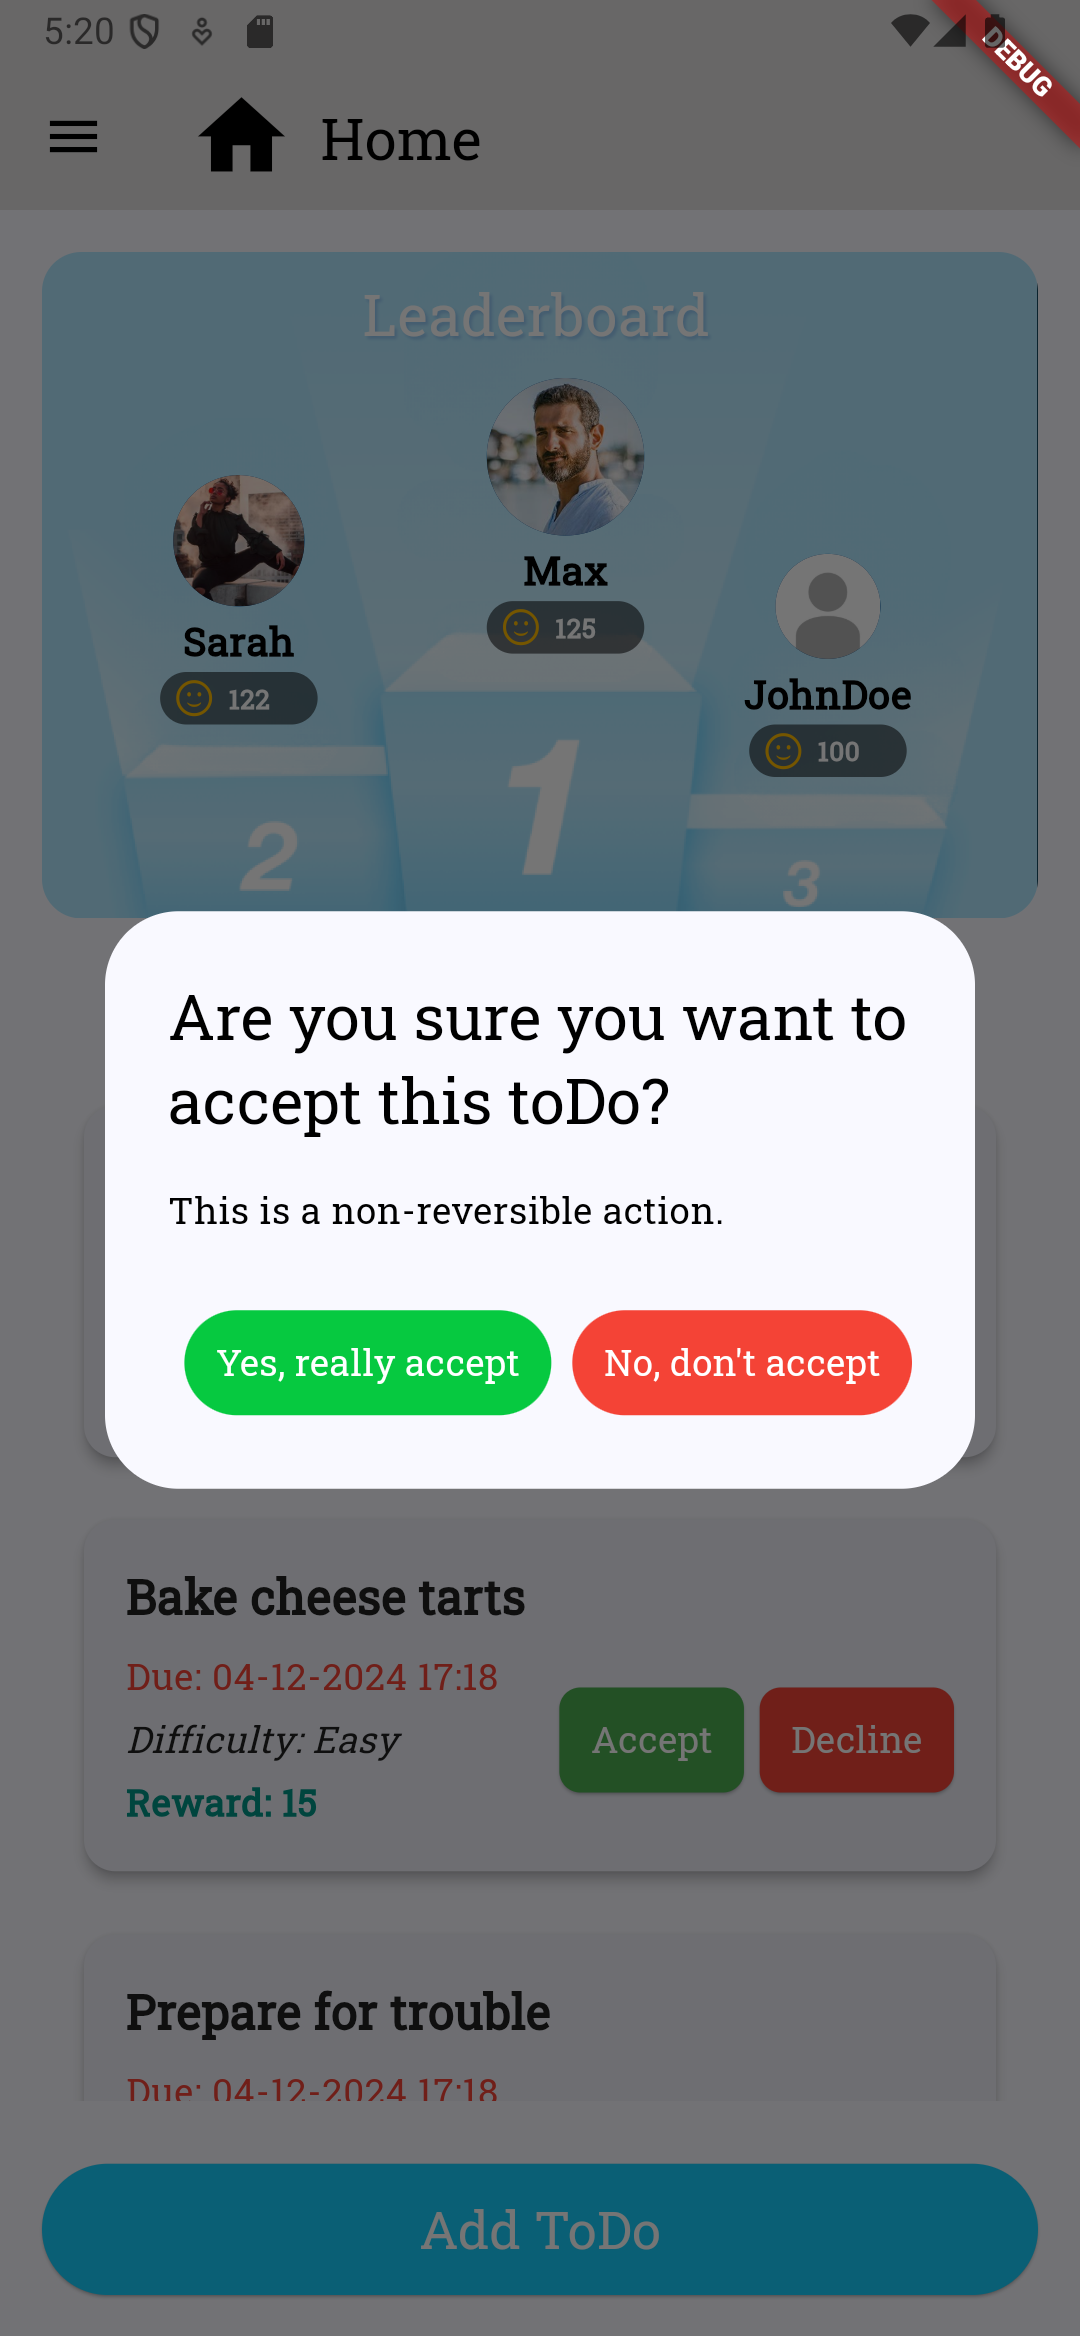 5:20
DEBUG
Home
Leaderboard
Max
125
Sarah
122
JohnDoe
100
1
2
3
Are you sure you want to
accept this toDo?
This is a non-reversible action.
Yes, really accept
No, don't accept
Bake cheese tarts
Due: 04-12-2024 17:18
Difficulty: Easy
Reward: 15
Accept
Decline
Prepare for trouble
Due: 04-12-2024 17:18
Add ToDo